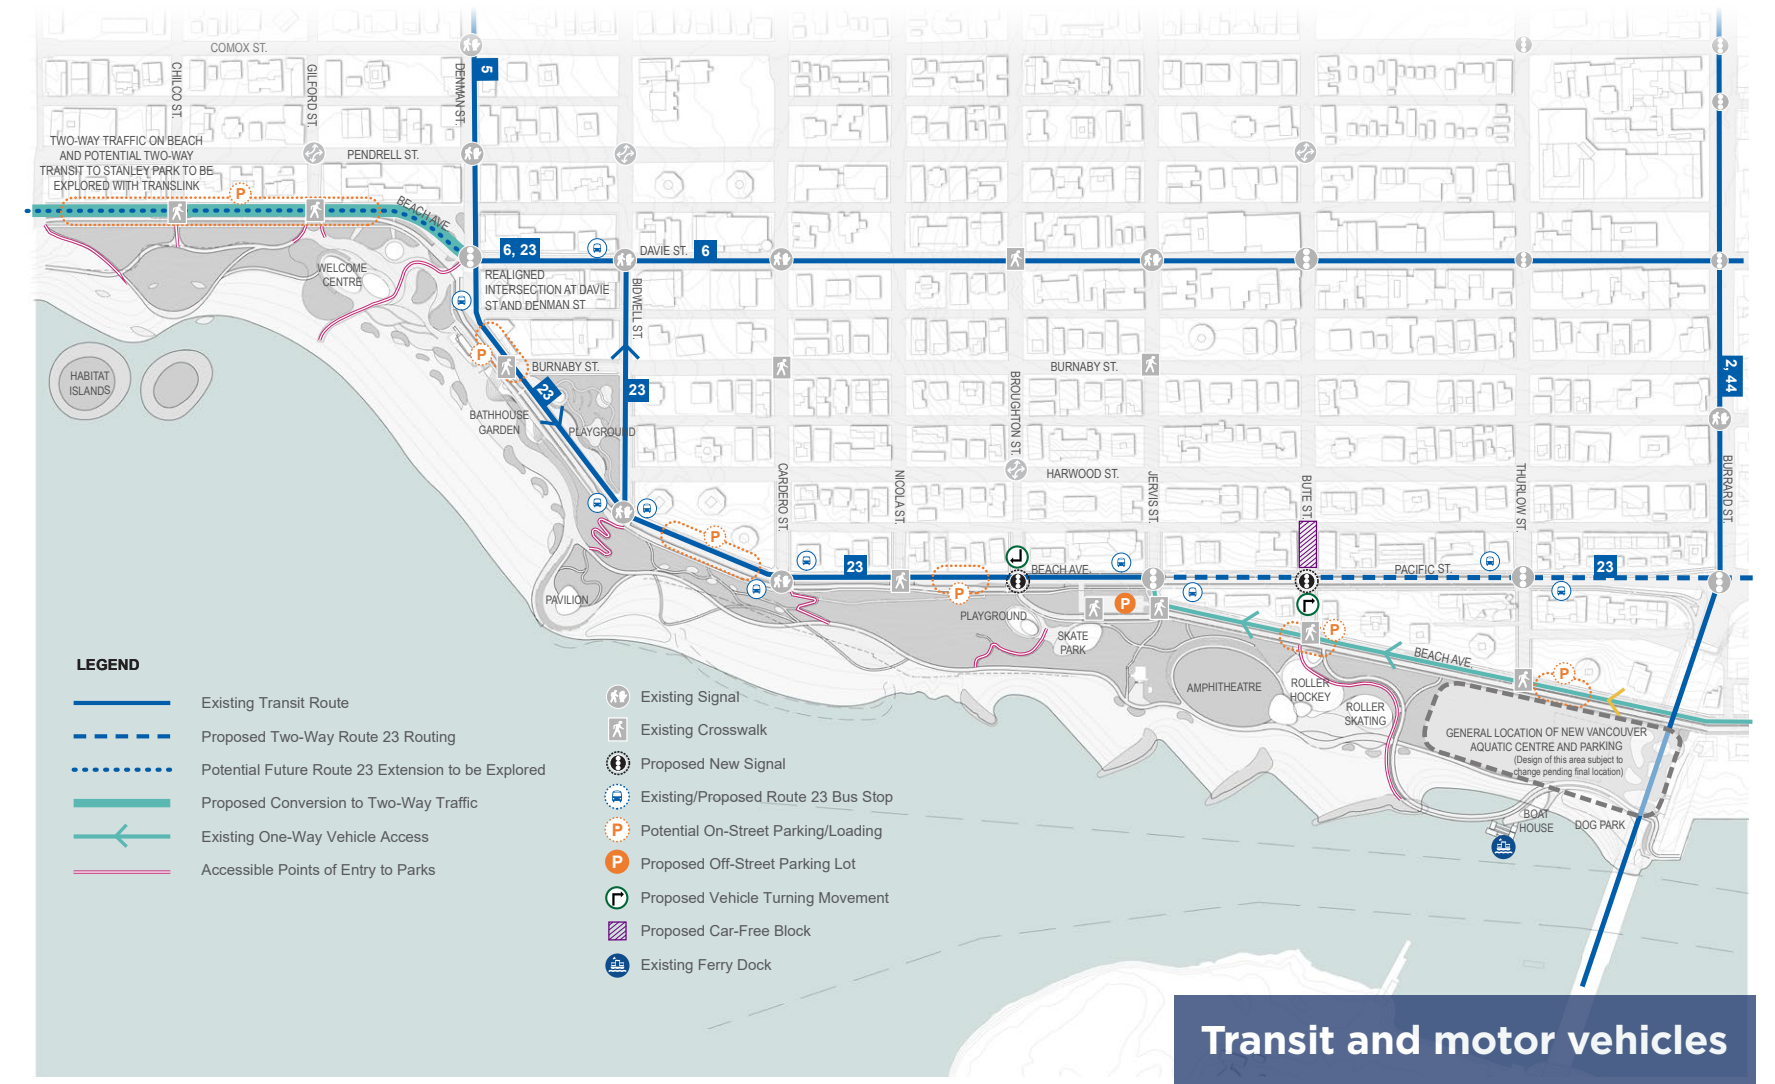 COMOX ST.
CHILCO ST.
GILFORD ST.
DENMAN ST.
5
TWO-WAY TRAFFIC ON BEACH
AND POTENTIAL TWO-WAY
TRANSIT TO STANLEY PARK TO BE
EXPLORED WITH TRANSLINK
PENDRELL ST.
P
BEACH AVE.
6, 23
DAVIE ST.
6
WELCOME
CENTRE
REALIGNED
INTERSECTION AT DAVIE
ST AND DENMAN ST
BIDWELL ST.
P
BURNABY ST.
BURNABY ST.
HABITAT
ISLANDS
23
23
2, 44
BATHHOUSE
GARDEN
PLAYGROUND
BROUGHTON ST.
HARWOOD ST.
CARDERO ST.
NICOLA ST.
JERVIS ST.
BUTE ST.
THURLOW ST.
BURRARD ST.
P
23
BEACH AVE.
PACIFIC ST.
23
PAVILION
P
P
PLAYGROUND
SKATE
PARK
P
BEACH AVE.
P
AMPHITHEATRE
ROLLER
HOCKEY
ROLLER
SKATING
GENERAL LOCATION OF NEW VANCOUVER
AQUATIC CENTRE AND PARKING
(Design of this area subject to
change pending final location)
BOAT
HOUSE
DOG PARK
LEGEND
Existing Transit Route
Proposed Two-Way Route 23 Routing
Potential Future Route 23 Extension to be Explored
Proposed Conversion to Two-Way Traffic
Existing One-Way Vehicle Access
Accessible Points of Entry to Parks
Existing Signal
Existing Crosswalk
Proposed New Signal
Existing/Proposed Route 23 Bus Stop
P
Potential On-Street Parking/Loading
P
Proposed Off-Street Parking Lot
Proposed Vehicle Turning Movement
Proposed Car-Free Block
Existing Ferry Dock
Transit and motor vehicles